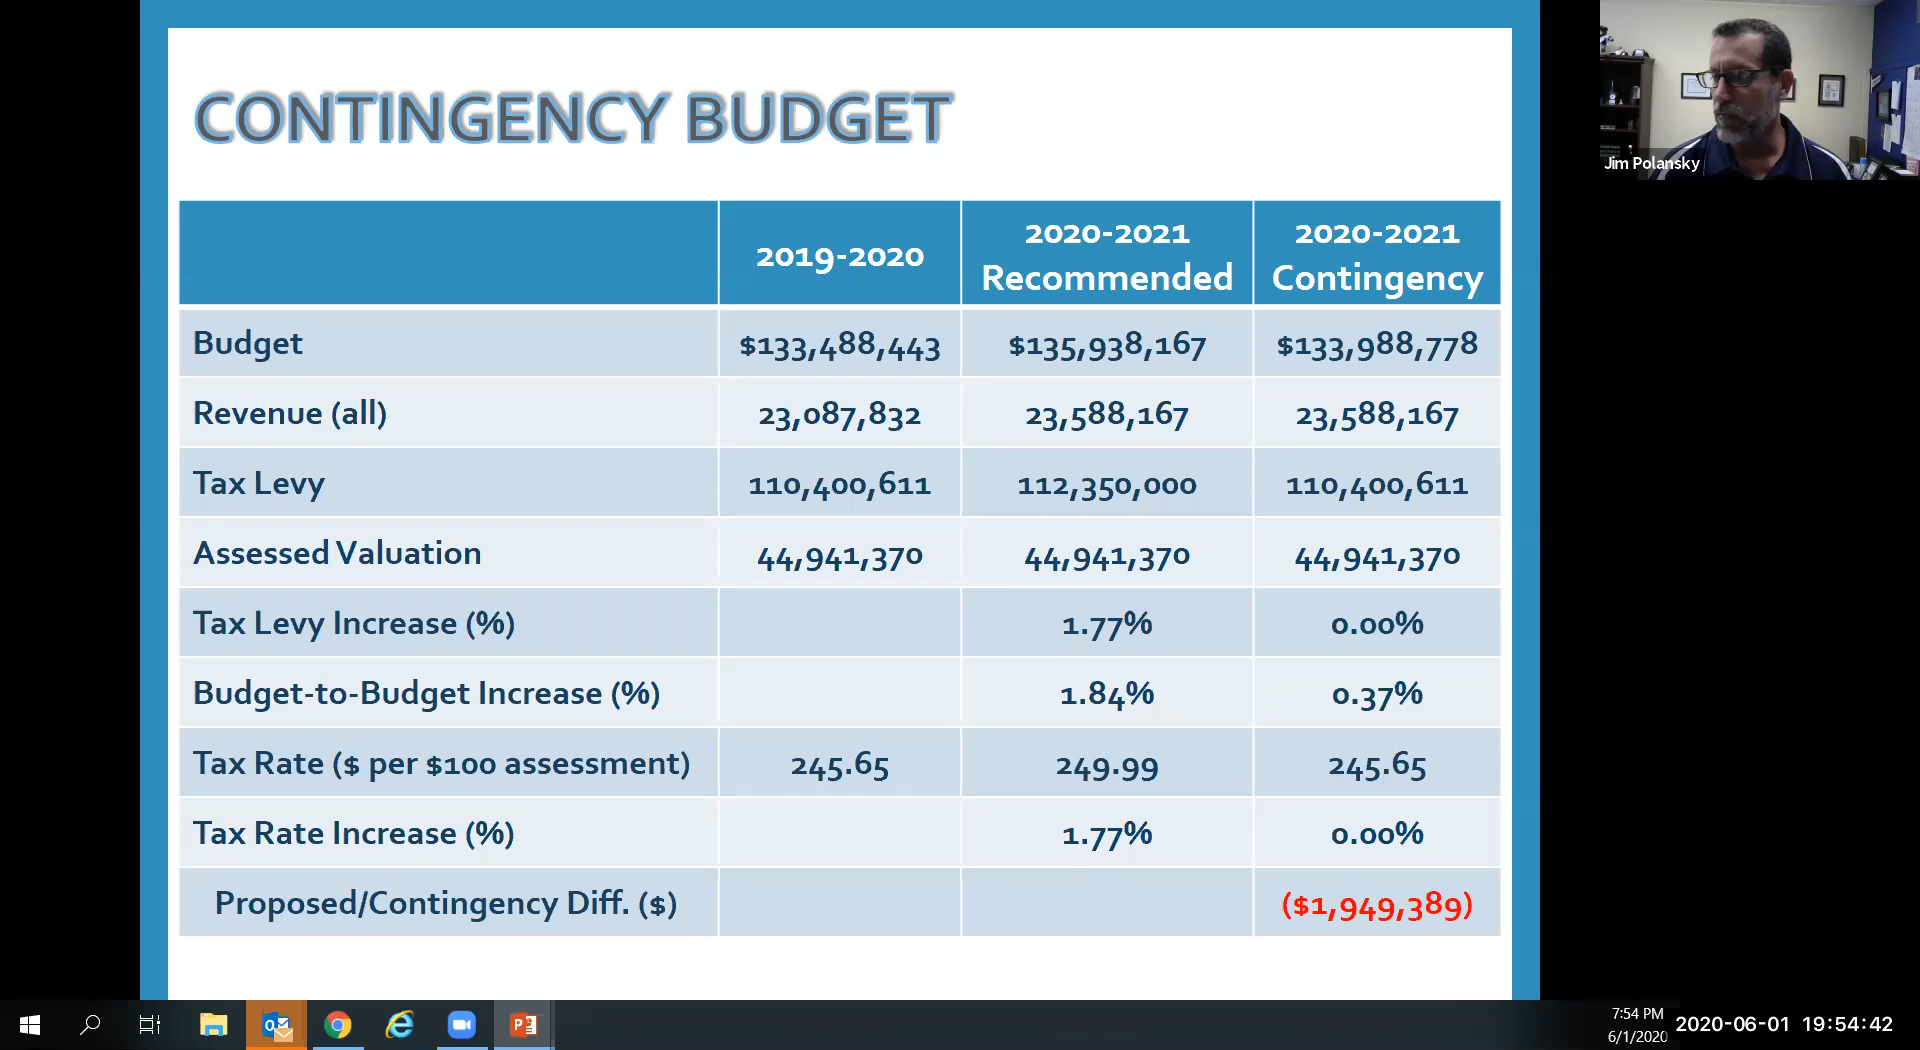 CONTINGENCY BUDGET
2019-2020
2020-2021
Recommended
2020-2021
Contingency
Budget $133,488,443 $135,938,167 $133,988,778
Revenue (all) 23,087,832 23,588,167 23,588,167
Tax Levy 110,400,611 112,350,000 110,400,611
Assessed Valuation 44,941,370 44,941,370 44,941,370
Tax Levy Increase (%) 1.77% 0.00%
Budget-to-Budget Increase (%) 1.84% 0.37%
Tax Rate ($ per $100 assessment) 245.65 249.99 245.65
Tax Rate Increase (%) 1.77% 0.00%
Proposed/Contingency Diff. ($) ($1,949,389)
Jim Polansky
7:54 PM
6/1/2020
2020-06-01 19:54:42